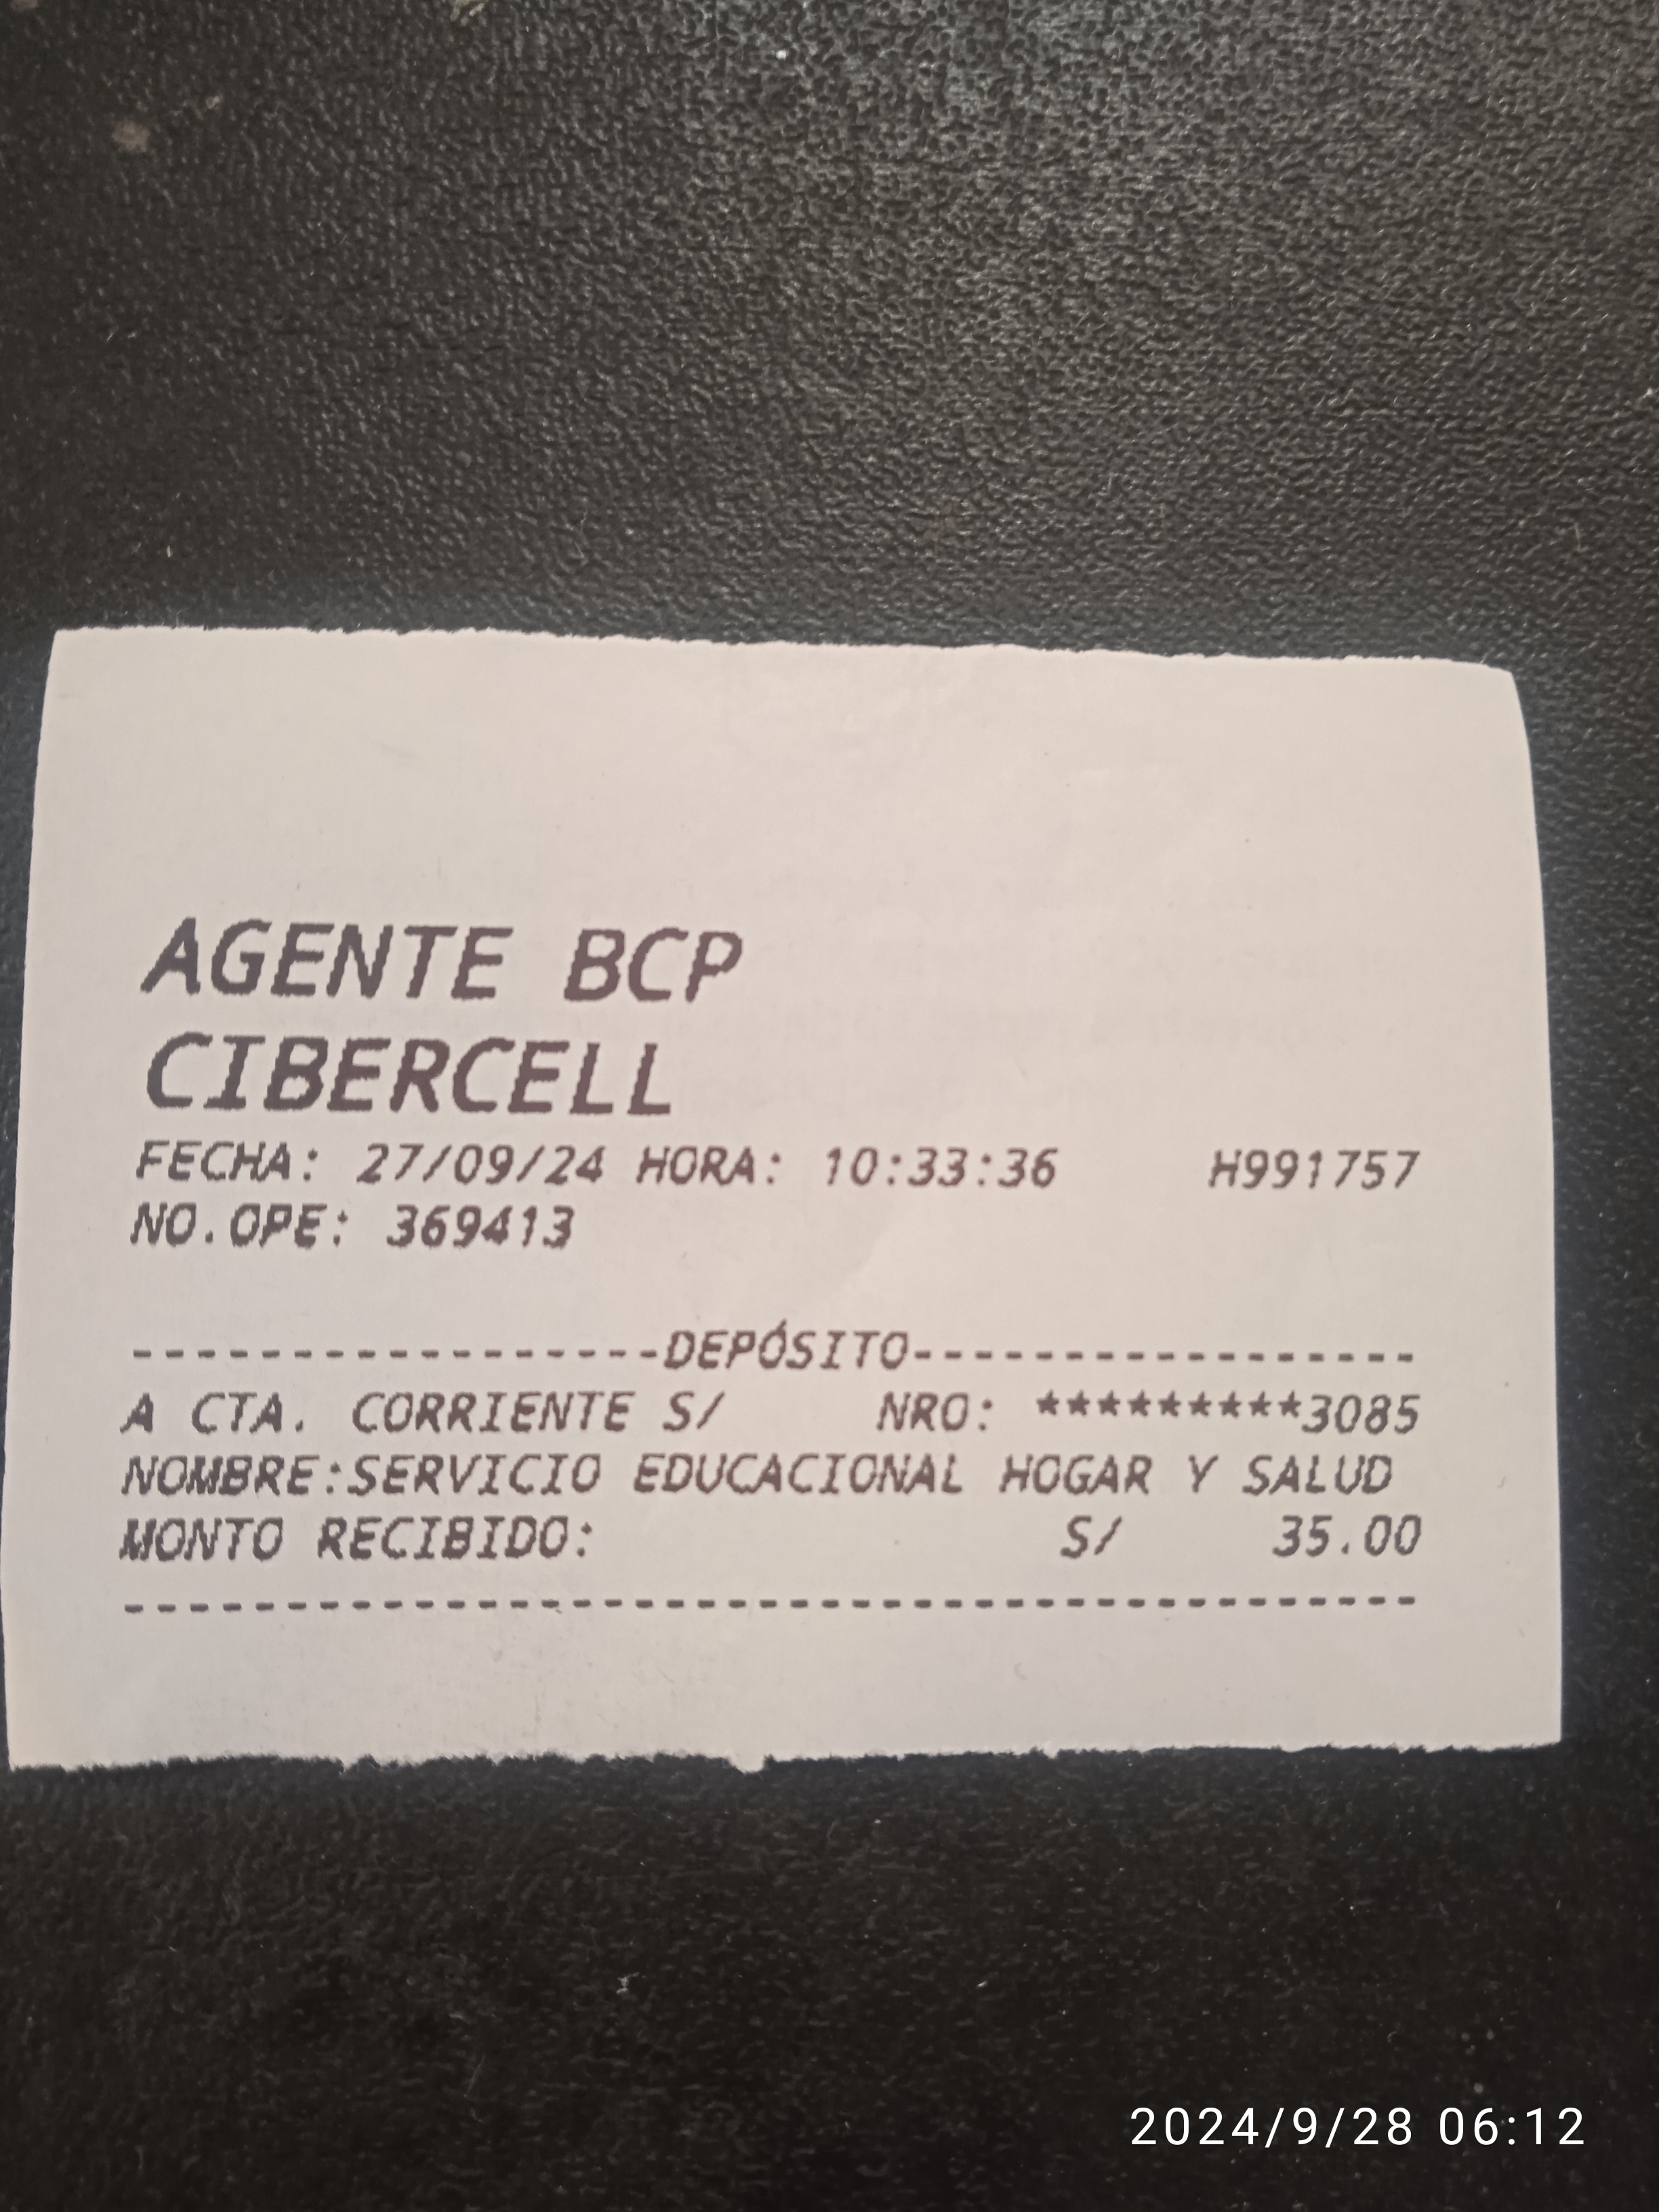 AGENTE BCP
CIBERCELL
FECHA: 27/09/24 HORA: 10:33:36 H991757
NO.OPE: 369413
------------------DEPÓSITO------------------
A CTA. CORRIENTE S/ NRO: *********3085
NOMBRE:SERVICIO EDUCACIONAL HOGAR Y SALUD
MONTO RECIBIDO: S/ 35.00
----------------------------------------
2024/9/28 06:12